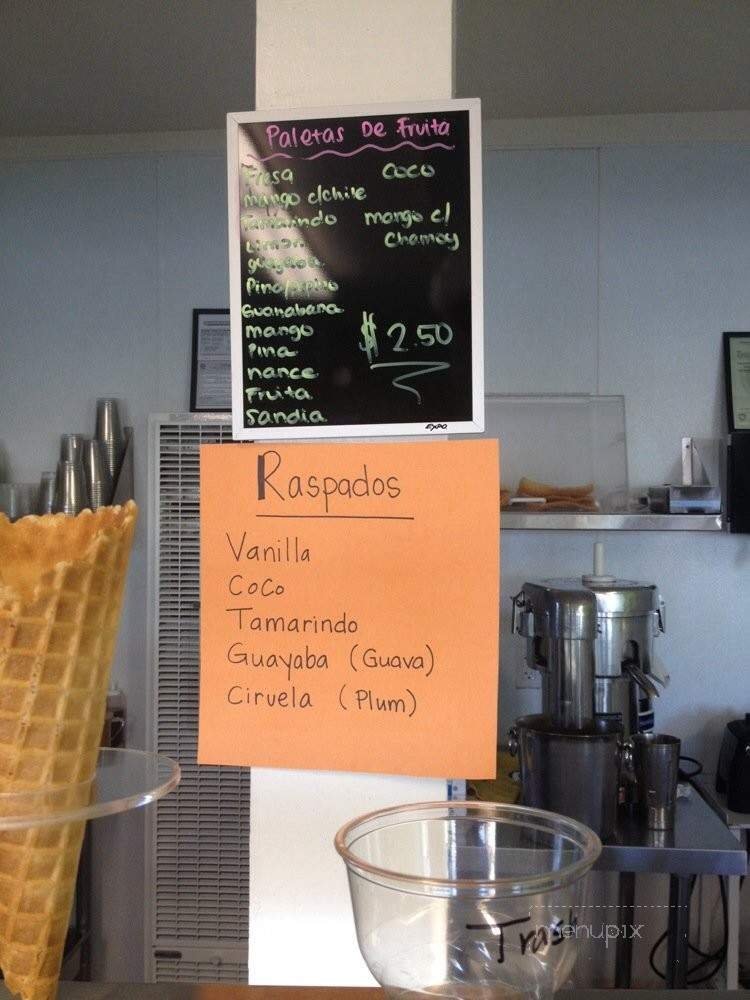 Paletas De Fruita
Fresa
mango c/chile
Tamarindo
Limon
guayaba
Pina/pepino
Guanabana
mango
Pina
nance
Fruita
Sandia
Coco
mango c/
Chamoy
$2.50
EXPO
Raspados
Vanilla
Coco
Tamarindo
Guayaba (Guava)
Ciruela (Plum)
Trash
menupix